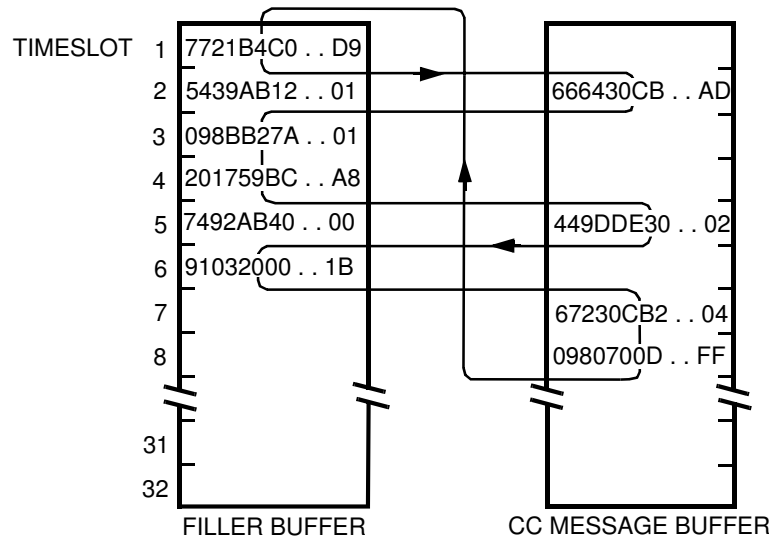 TIMESLOT 1 7721B4C0 . . D9
2 5439AB12 . . 01 666430CB . . AD
3 098BB27A . . 01
4 201759BC . . A8
5 7492AB40 . . 00 449DDE30 . . 02
6 91032000 . . 1B
7 67230CB2 . . 04
8 0980700D . . FF
31
32
FILLER BUFFER CC MESSAGE BUFFER